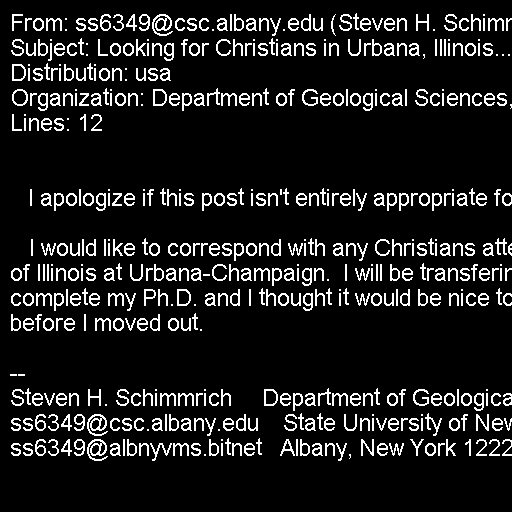 From: ss6349@csc.albany.edu (Steven H. Schimm
Subject: Looking for Christians in Urbana, Illinois...
Distribution: usa
Organization: Department of Geological Sciences,
Lines: 12
I apologize if this post isn't entirely appropriate fo
I would like to correspond with any Christians atte
of Illinois at Urbana-Champaign.  I will be transferin
complete my Ph.D. and I thought it would be nice to
before I moved out.
--
Steven H. Schimmrich     Department of Geologica
ss6349@csc.albany.edu    State University of New
ss6349@albnyvms.bitnet   Albany, New York 1222